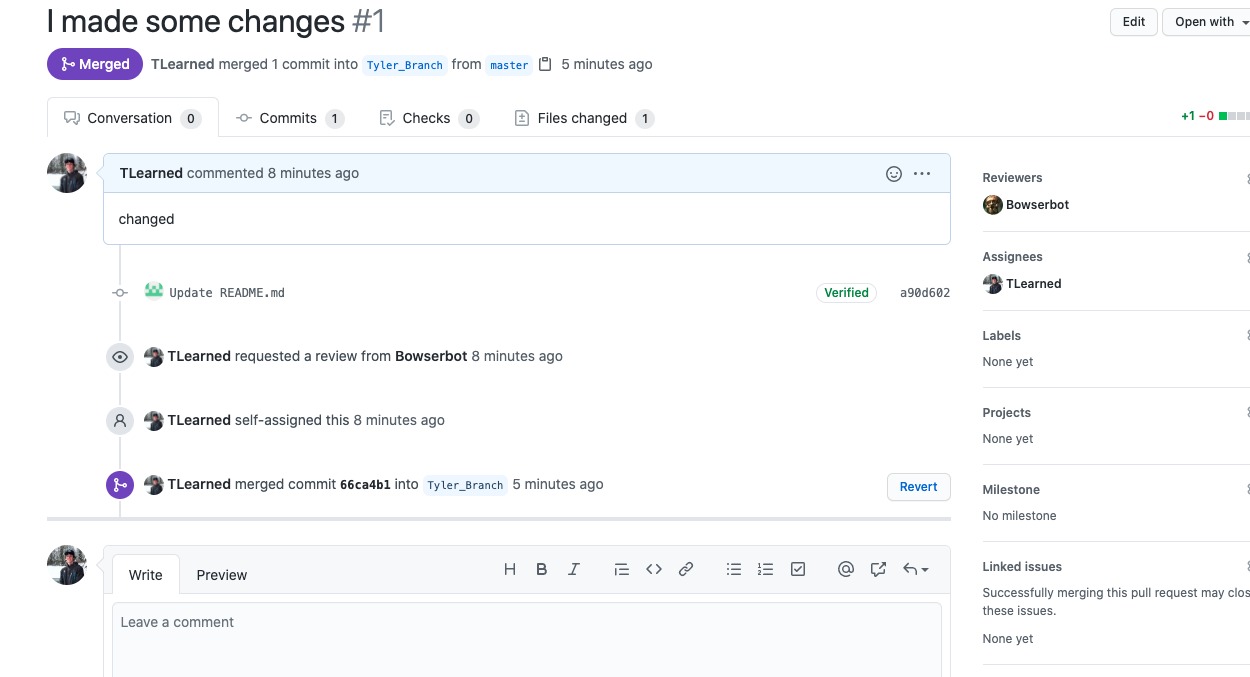 I made some changes #1
Edit
Open with
Merged TLearned merged 1 commit into Tyler_Branch from master 5 minutes ago
Conversation 0 Commits 1 Checks 0 Files changed 1
+1 −0
TLearned commented 8 minutes ago
changed
Update README.md Verified a90d602
TLearned requested a review from Bowserbot 8 minutes ago
TLearned self-assigned this 8 minutes ago
TLearned merged commit 66ca4b1 into Tyler_Branch 5 minutes ago Revert
Write Preview
Leave a comment
Reviewers
Bowserbot
Assignees
TLearned
Labels
None yet
Projects
None yet
Milestone
No milestone
Linked issues
Successfully merging this pull request may clos
these issues.
None yet